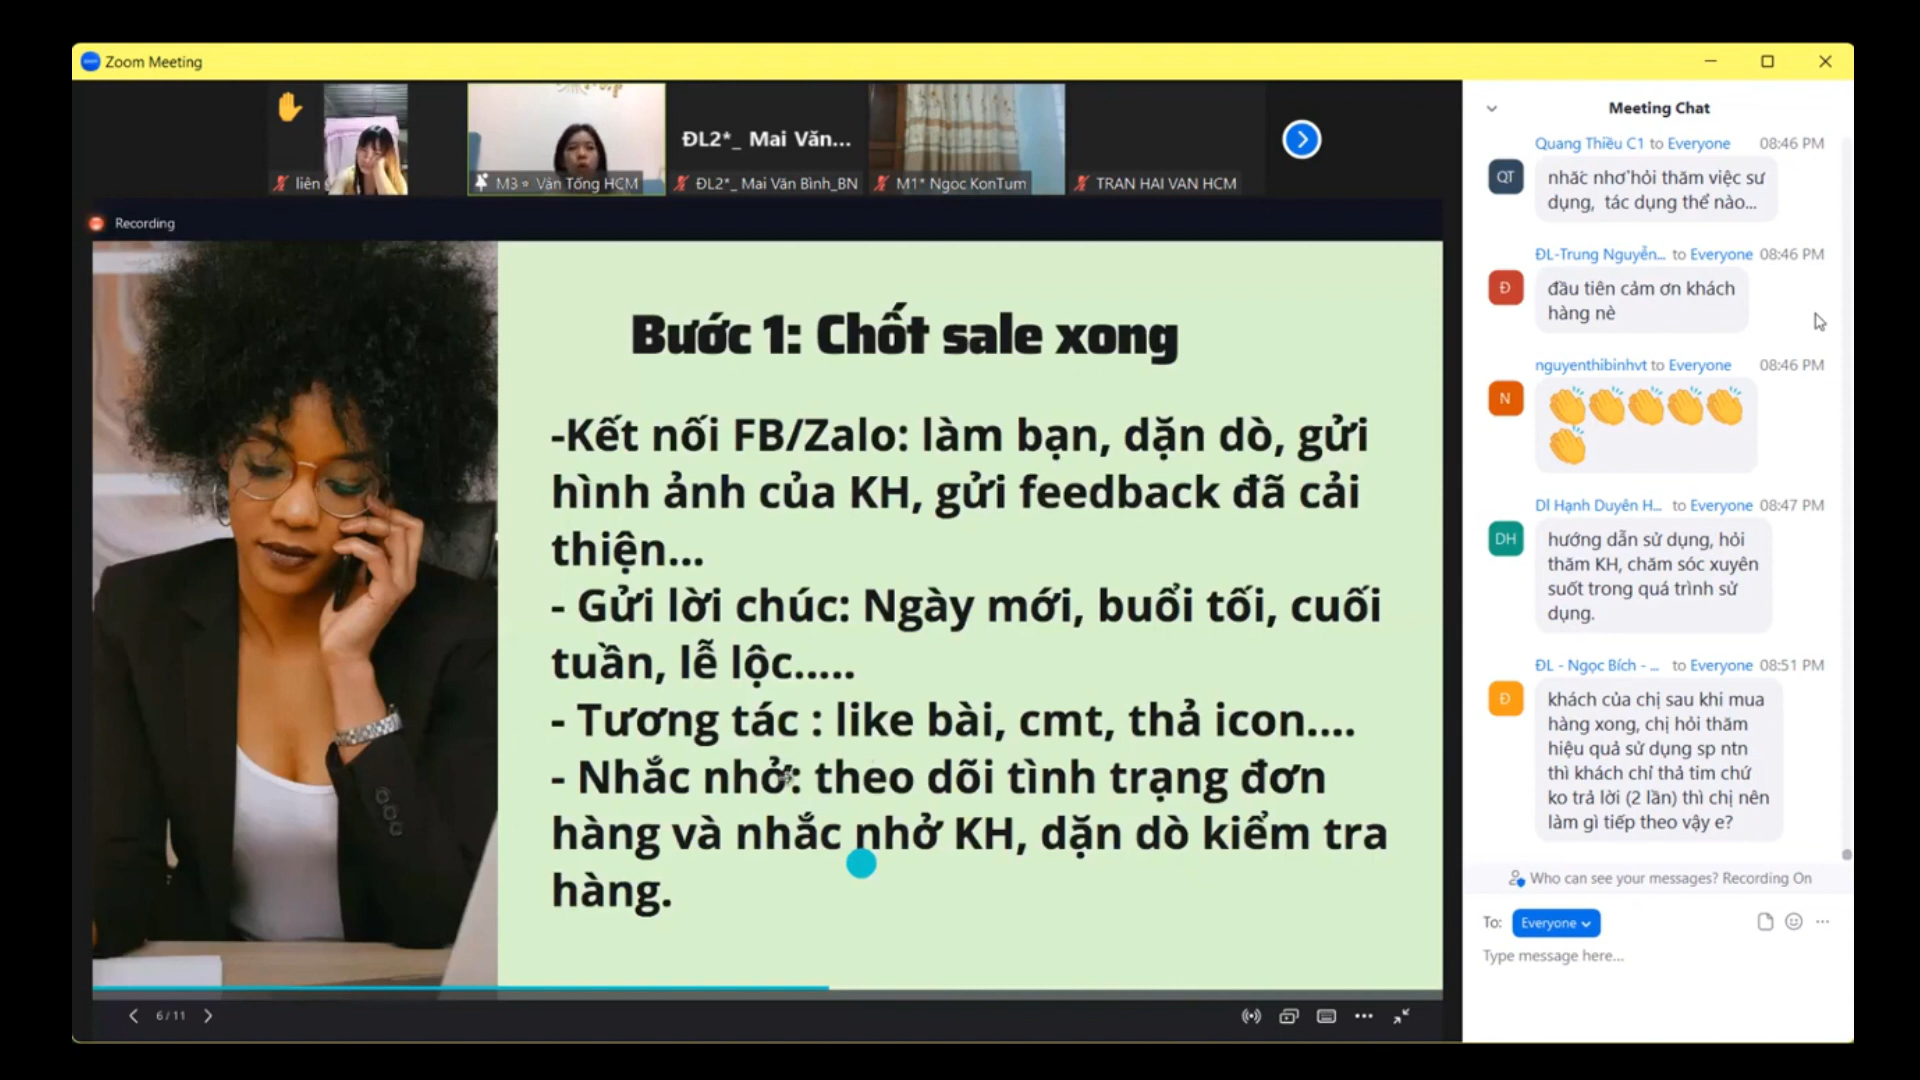 Zoom Meeting
liên
M3 Vân Tống HCM
ĐL2*_ Mai Văn...
ĐL2*_ Mai Văn Bình_BN
M1* Ngọc KonTum
TRAN HAI VAN HCM
Recording
Bước 1: Chốt sale xong
-Kết nối FB/Zalo: làm bạn, dặn dò, gửi
hình ảnh của KH, gửi feedback đã cải
thiện...
- Gửi lời chúc: Ngày mới, buổi tối, cuối
tuần, lễ lộc.....
- Tương tác : like bài, cmt, thả icon....
- Nhắc nhở: theo dõi tình trạng đơn
hàng và nhắc nhở KH, dặn dò kiểm tra
hàng.
6/11
Meeting Chat
Quang Thiều C1 to Everyone 08:46 PM
QT
nhắc nhở hỏi thăm việc sư
dụng, tác dụng thể nào...
ĐL-Trung Nguyễn... to Everyone 08:46 PM
Đ
đầu tiên cảm ơn khách
hàng nè
nguyenthibinhvt to Everyone 08:46 PM
N
Dl Hạnh Duyên H... to Everyone 08:47 PM
DH
hướng dẫn sử dụng, hỏi
thăm KH, chăm sóc xuyên
suốt trong quá trình sử
dụng.
ĐL - Ngọc Bích - ... to Everyone 08:51 PM
Đ
khách của chị sau khi mua
hàng xong, chị hỏi thăm
hiệu quả sử dụng sp ntn
thì khách chỉ thả tim chứ
ko trả lời (2 lần) thì chị nên
làm gì tiếp theo vậy e?
Who can see your messages? Recording On
To: Everyone
Type message here...